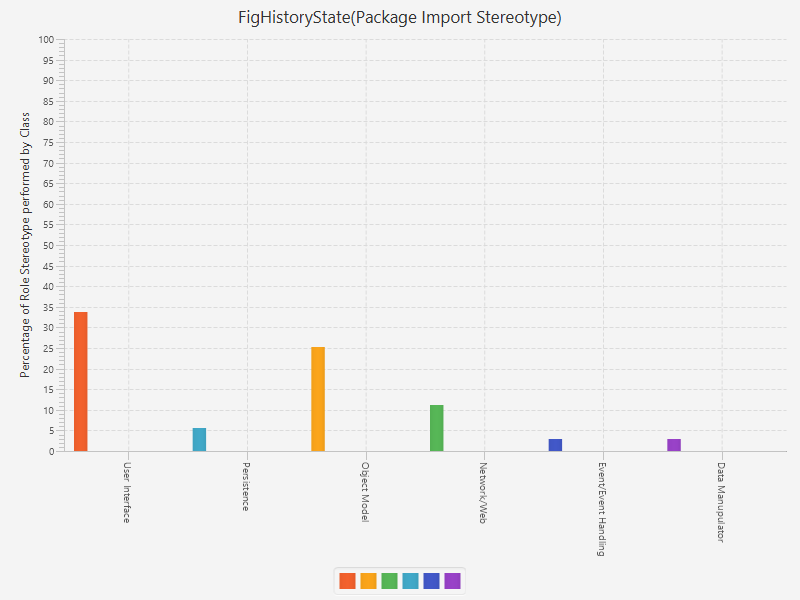 FigHistoryState(Package Import Stereotype)
Percentage of Role Stereotype performed by Class
100
95
90
85
80
75
70
65
60
55
50
45
40
35
30
25
20
15
10
5
0
User Interface
Persistence
Object Model
Network/Web
Event/Event Handling
Data Manupulator